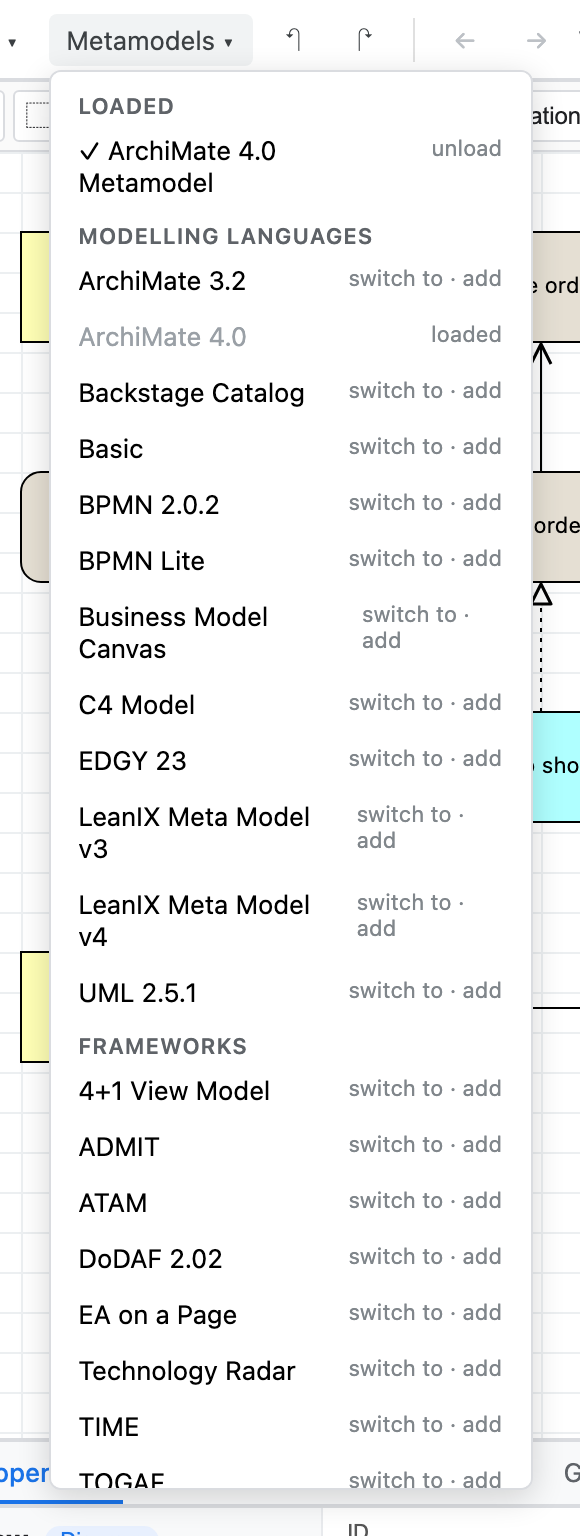 Metamodels ▾
LOADED
✓ ArchiMate 4.0 unload
Metamodel
MODELLING LANGUAGES
ArchiMate 3.2 switch to · add
ArchiMate 4.0 loaded
Backstage Catalog switch to · add
Basic switch to · add
BPMN 2.0.2 switch to · add
BPMN Lite switch to · add
Business Model switch to ·
Canvas add
C4 Model switch to · add
EDGY 23 switch to · add
LeanIX Meta Model switch to ·
v3 add
LeanIX Meta Model switch to ·
v4 add
UML 2.5.1 switch to · add
FRAMEWORKS
4+1 View Model switch to · add
ADMIT switch to · add
ATAM switch to · add
DoDAF 2.02 switch to · add
EA on a Page switch to · add
Technology Radar switch to · add
TIME switch to · add
TOGAF switch to · add
ID